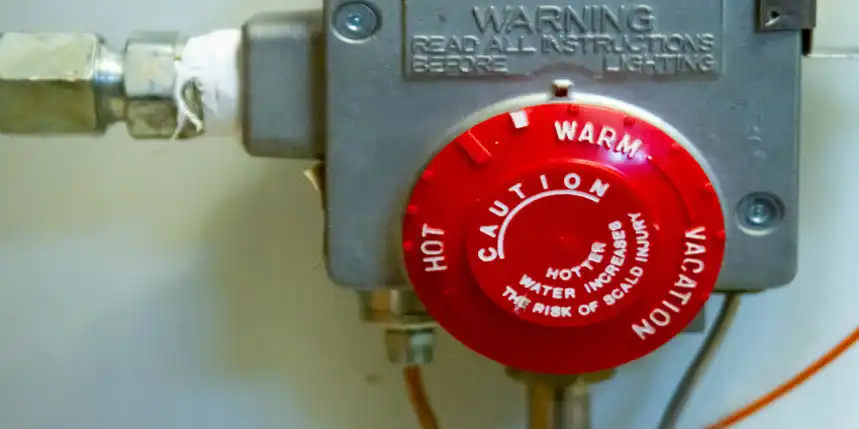 WARNING
READ ALL INSTRUCTIONS
BEFORE LIGHTING
WARM
HOT
VACATION
CAUTION
HOTTER
WATER INCREASES
THE RISK OF SCALD INJURY